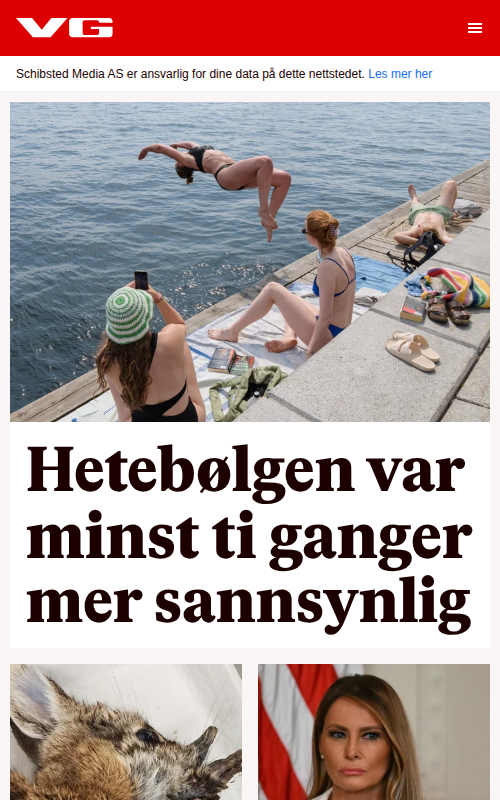 VG
Schibsted Media AS er ansvarlig for dine data på dette nettstedet. Les mer her
Hetebølgen var
minst ti ganger
mer sannsynlig